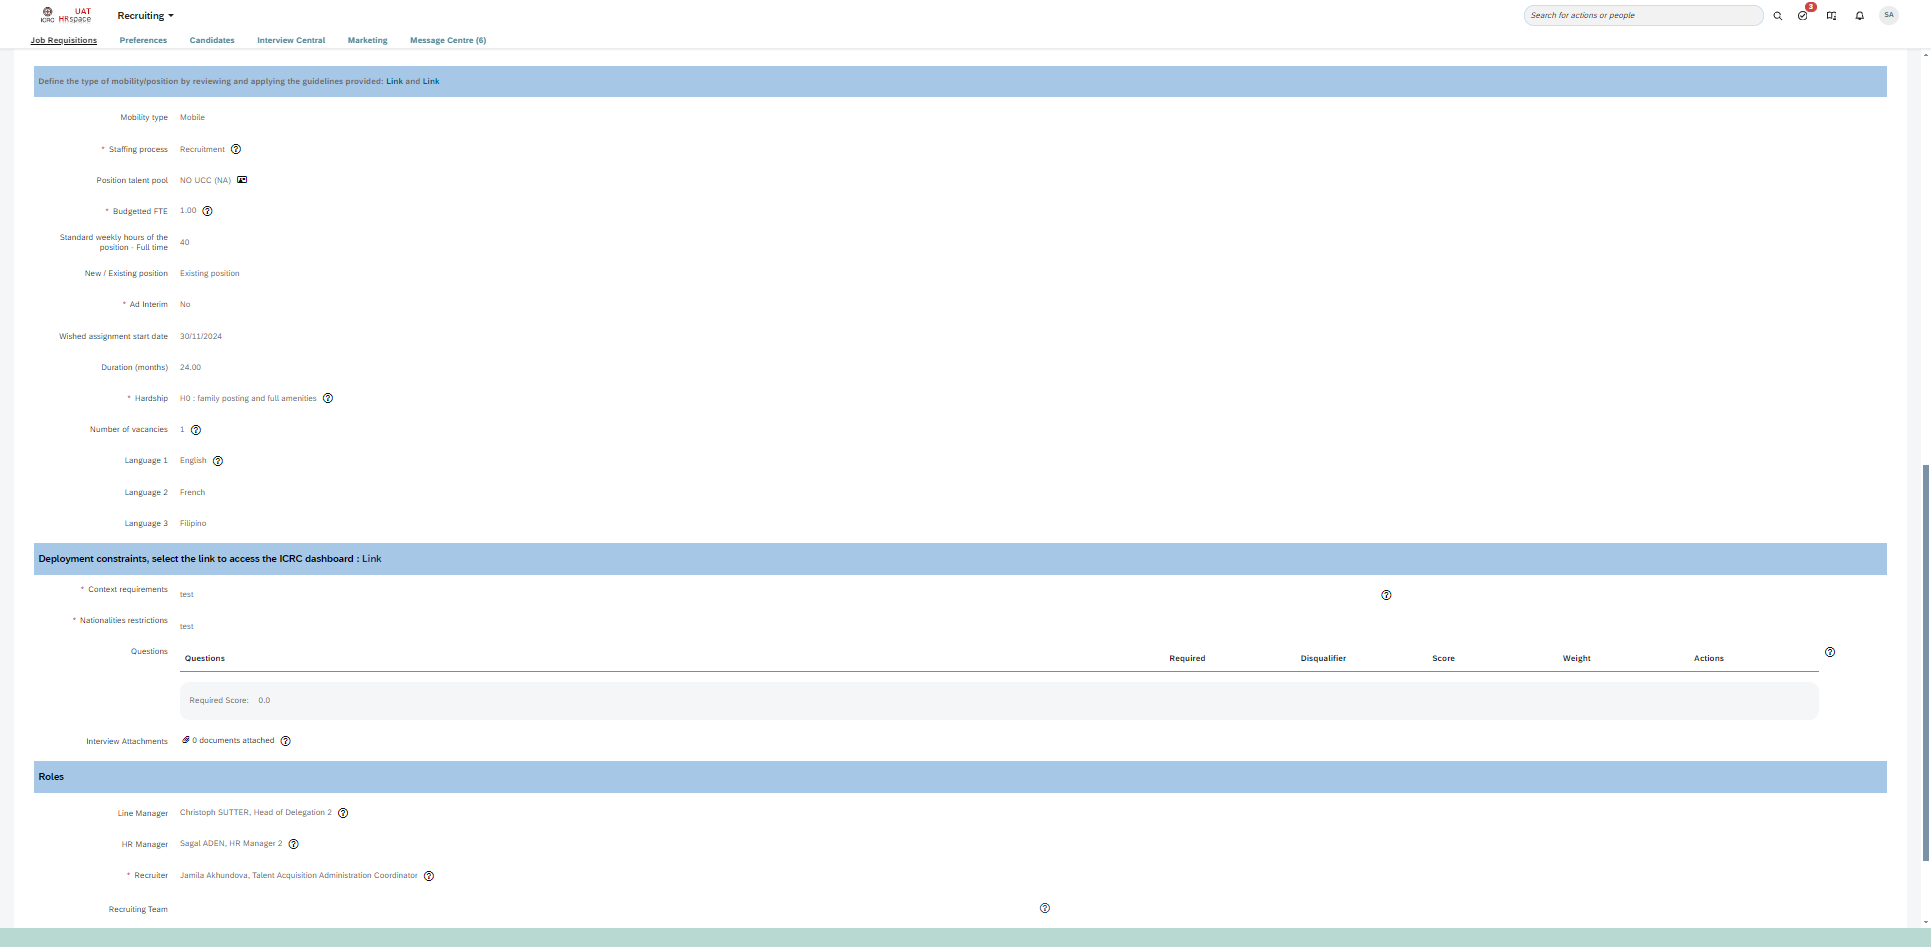 UAT
ICRC HRspace
Recruiting
Search for actions or people
3
SA
Job Requisitions Preferences Candidates Interview Central Marketing Message Centre (6)
Define the type of mobility/position by reviewing and applying the guidelines provided: Link and Link
Mobility type Mobile
* Staffing process Recruitment
Position talent pool NO UCC (NA)
* Budgetted FTE 1.00
Standard weekly hours of the
position - Full time 40
New / Existing position Existing position
* Ad Interim No
Wished assignment start date 30/11/2024
Duration (months) 24.00
* Hardship H0 : family posting and full amenities
Number of vacancies 1
Language 1 English
Language 2 French
Language 3 Filipino
Deployment constraints, select the link to access the ICRC dashboard : Link
* Context requirements test
* Nationalities restrictions test
Questions
Questions Required Disqualifier Score Weight Actions
Required Score: 0.0
Interview Attachments 0 documents attached
Roles
Line Manager Christoph SUTTER, Head of Delegation 2
HR Manager Sagal ADEN, HR Manager 2
* Recruiter Jamila Akhundova, Talent Acquisition Administration Coordinator
Recruiting Team